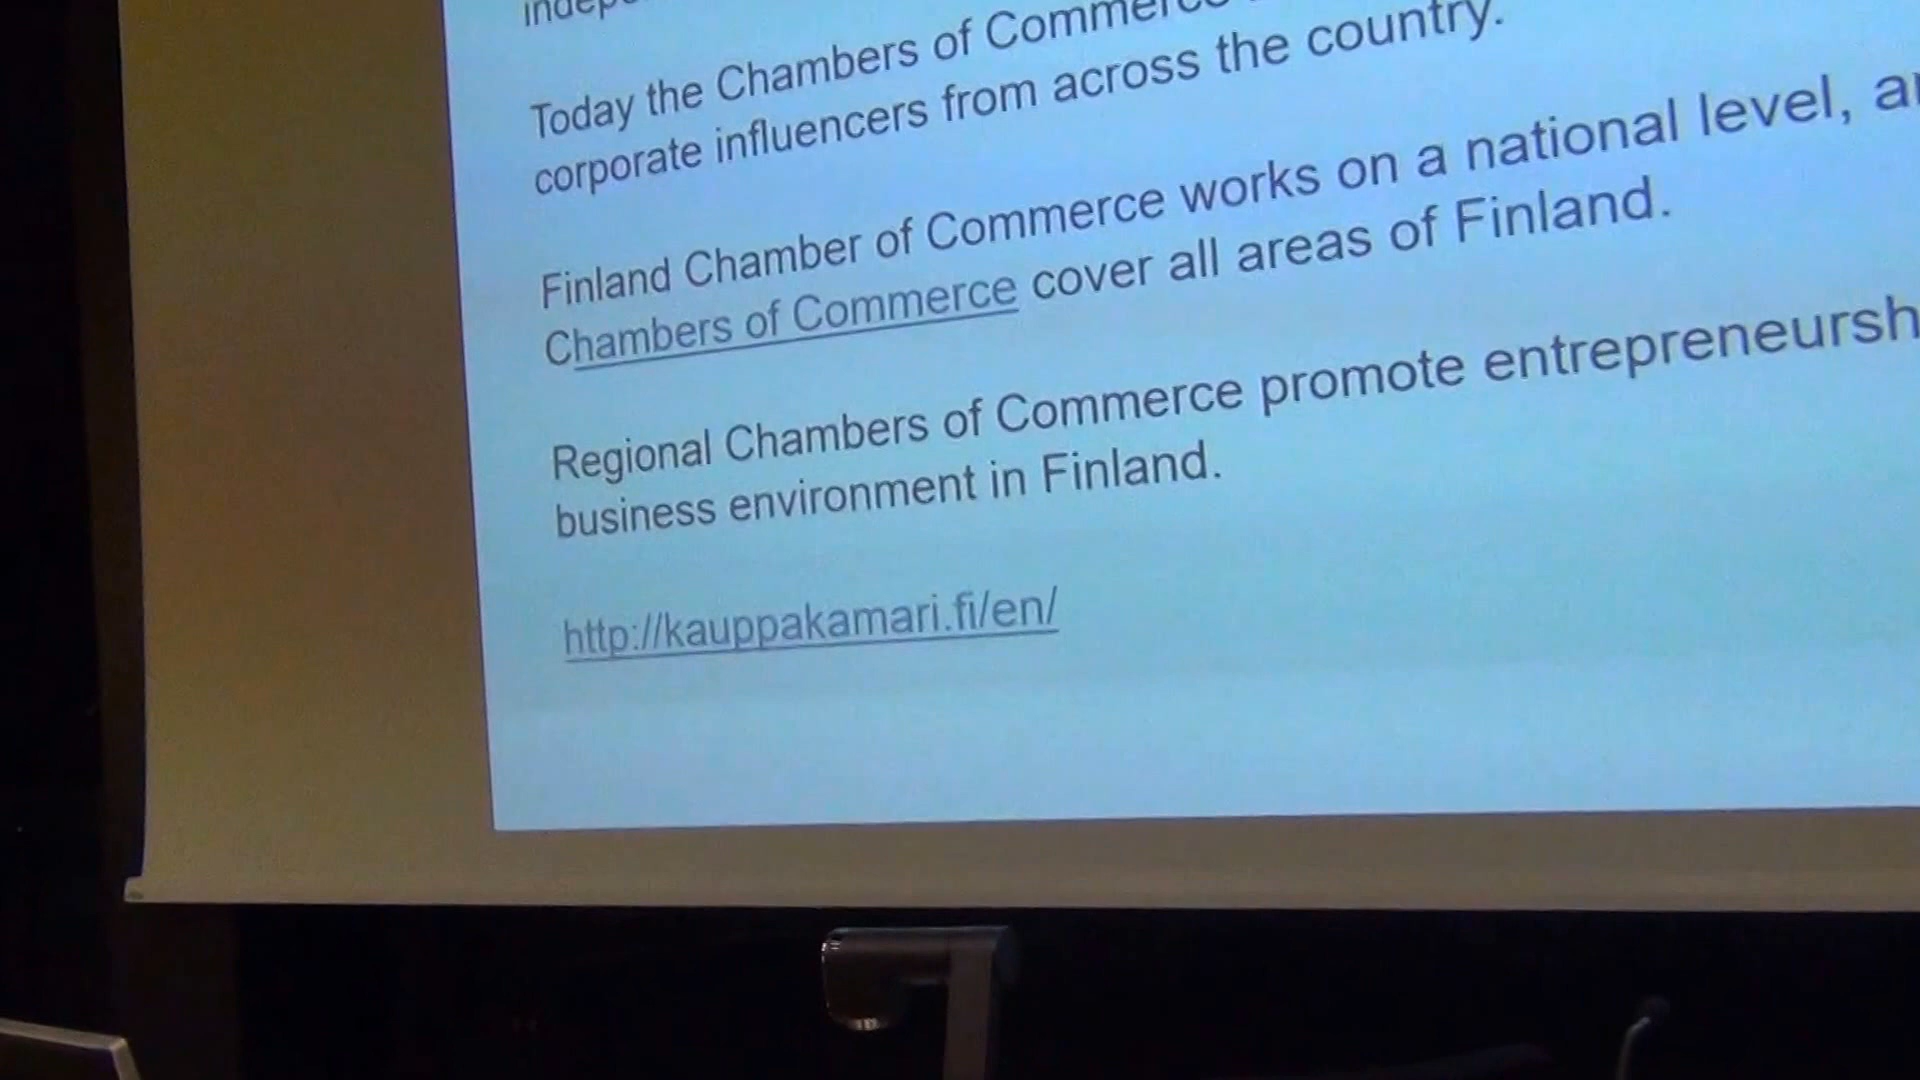 Today the Chambers of Commerce
corporate influencers from across the country.
Finland Chamber of Commerce works on a national level,
Chambers of Commerce cover all areas of Finland.
Regional Chambers of Commerce promote
business environment in Finland.
http://kauppakamari.fi/en/